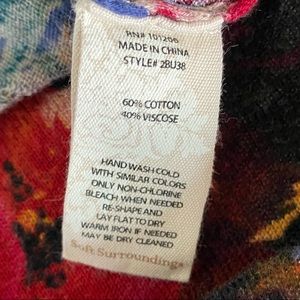 RN# 101206
MADE IN CHINA
STYLE# 2BU38
60% COTTON
40% VISCOSE
HAND WASH COLD
WITH SIMILAR COLORS
ONLY NON-CHLORINE
BLEACH WHEN NEEDED
RE-SHAPE AND
LAY FLAT TO DRY
WARM IRON IF NEEDED
MAY BE DRY CLEANED
Soft Surroundings